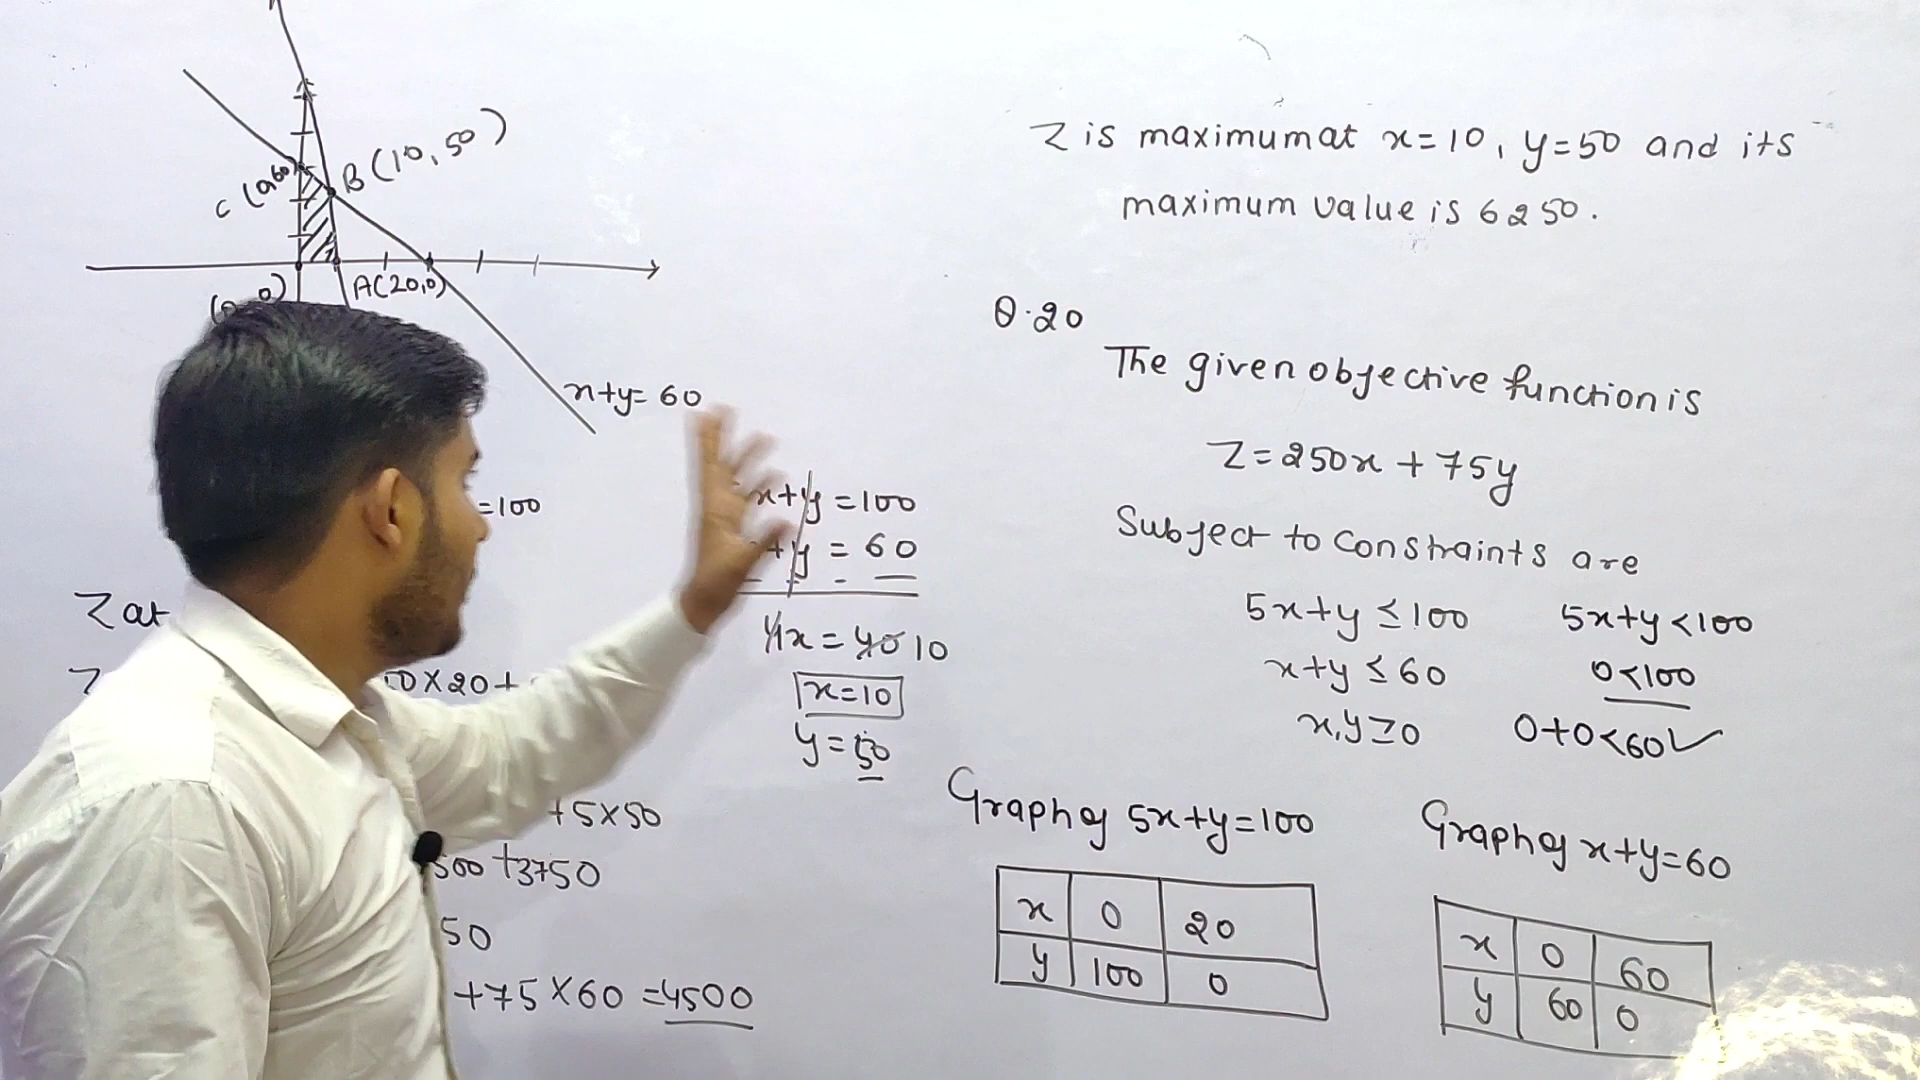 B (10, 50)
C (0,60)
A(20,0)
x+y= 60
=100
Z at
Z
0×20+
+5×50
500 +3750
50
+75×60 =4500
x+y =100
+y = 60
4x = 40 10
x=10
y=50
Z is maximum at x=10, y=50 and its
maximum value is 6250.
Q.20
The given objective function is
Z=250x + 75y
Subject to constraints are
5x+y ≤ 100 5x+y <100
x+y ≤ 60 0<100
x,y ≥ 0 0+0<60✓
Graph of 5x+y=100
x 0 20
y 100 0
Graph of x+y=60
x 0 60
y 60 0